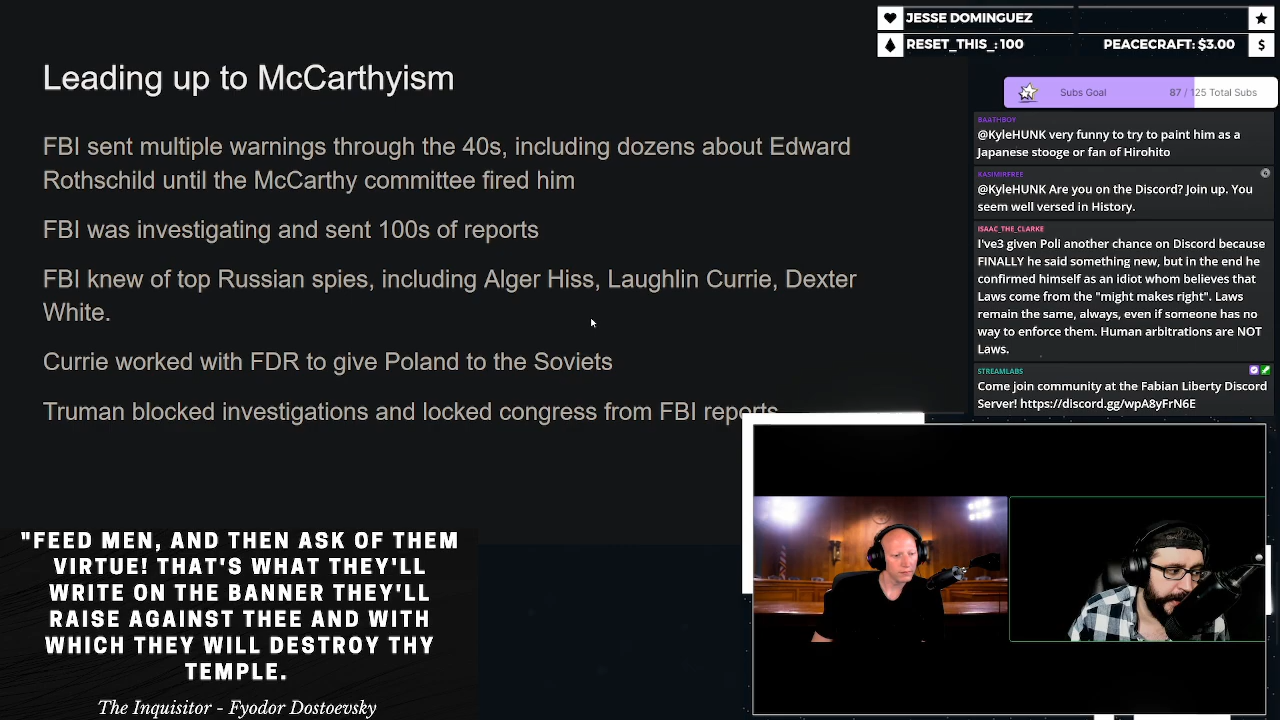 JESSE DOMINGUEZ
RESET_THIS_: 100
PEACECRAFT: $3.00
Subs Goal
87 / 125 Total Subs
Leading up to McCarthyism
FBI sent multiple warnings through the 40s, including dozens about Edward
Rothschild until the McCarthy committee fired him
FBI was investigating and sent 100s of reports
FBI knew of top Russian spies, including Alger Hiss, Laughlin Currie, Dexter
White.
Currie worked with FDR to give Poland to the Soviets
Truman blocked investigations and locked congress from FBI reports
BAATHBOY
@KyleHUNK very funny to try to paint him as a
Japanese stooge or fan of Hirohito
KASIMIRFREE
@KyleHUNK Are you on the Discord? Join up. You
seem well versed in History.
ISAAC_THE_CLARKE
I've3 given Poli another chance on Discord because
FINALLY he said something new, but in the end he
confirmed himself as an idiot whom believes that
Laws come from the "might makes right". Laws
remain the same, always, even if someone has no
way to enforce them. Human arbitrations are NOT
Laws.
STREAMLABS
Come join community at the Fabian Liberty Discord
Server! https://discord.gg/wpA8yFrN6E
"FEED MEN, AND THEN ASK OF THEM
VIRTUE! THAT'S WHAT THEY'LL
WRITE ON THE BANNER THEY'LL
RAISE AGAINST THEE AND WITH
WHICH THEY WILL DESTROY THY
TEMPLE.
The Inquisitor - Fyodor Dostoevsky